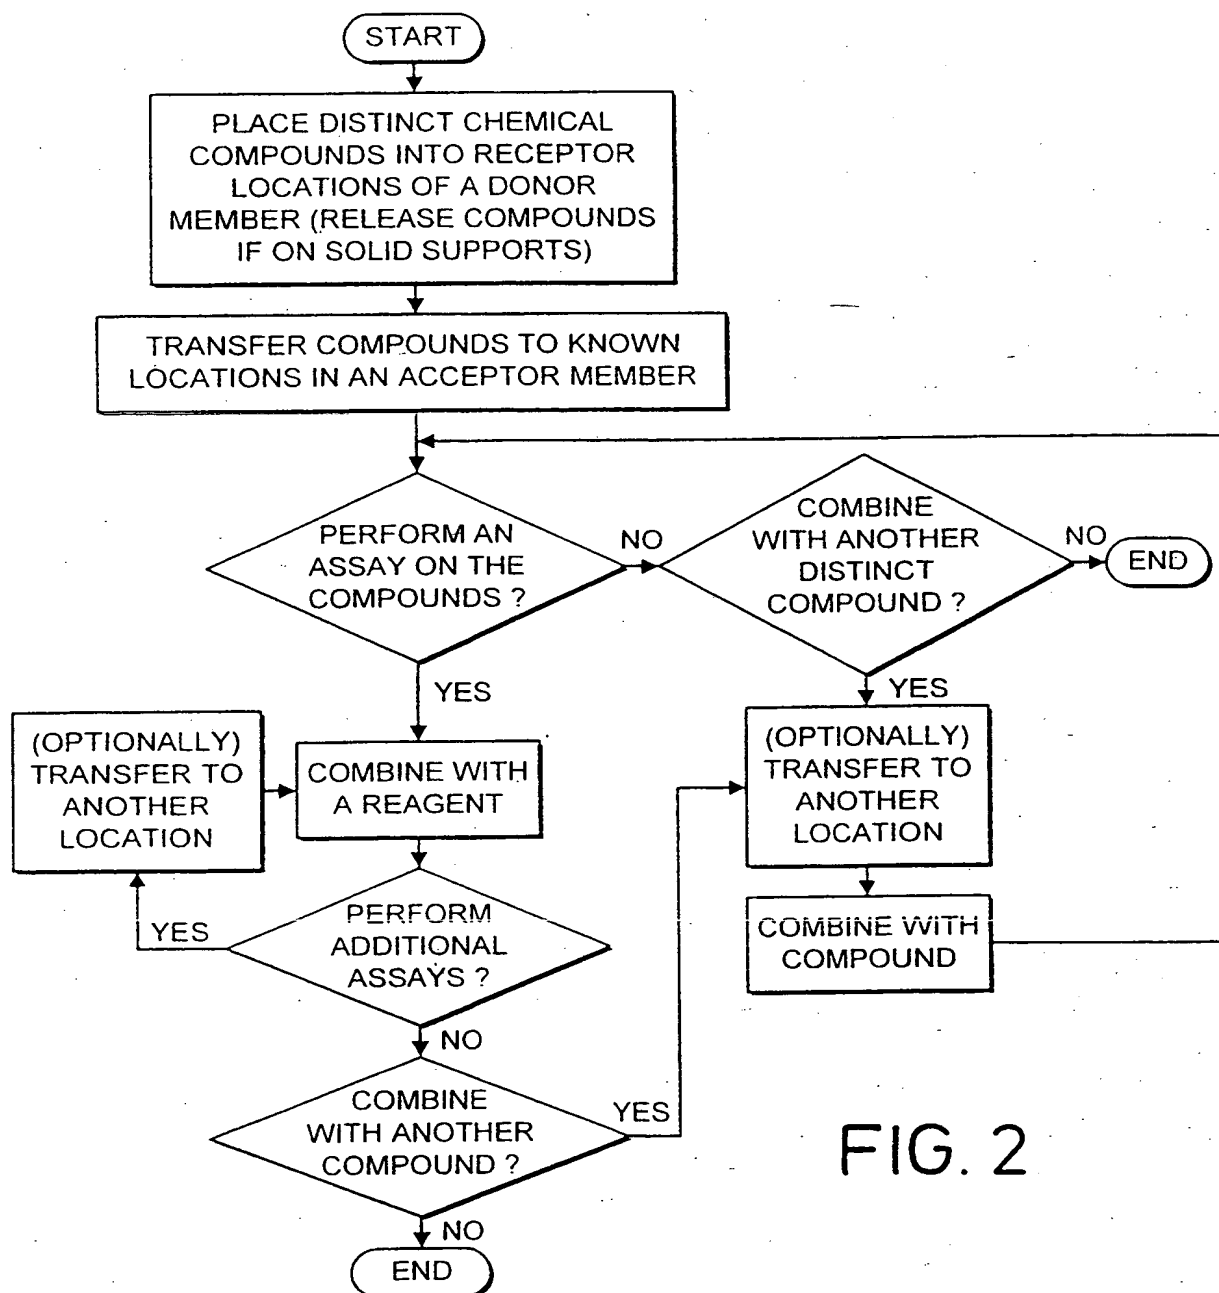 START
PLACE DISTINCT CHEMICAL
COMPOUNDS INTO RECEPTOR
LOCATIONS OF A DONOR
MEMBER (RELEASE COMPOUNDS
IF ON SOLID SUPPORTS)
TRANSFER COMPOUNDS TO KNOWN
LOCATIONS IN AN ACCEPTOR MEMBER
PERFORM AN
ASSAY ON THE
COMPOUNDS ?
NO
COMBINE
WITH ANOTHER
DISTINCT
COMPOUND ?
NO
END
YES
YES
(OPTIONALLY)
TRANSFER TO
ANOTHER
LOCATION
COMBINE WITH
A REAGENT
(OPTIONALLY)
TRANSFER TO
ANOTHER
LOCATION
YES
PERFORM
ADDITIONAL
ASSAYS ?
COMBINE WITH
COMPOUND
NO
COMBINE
WITH ANOTHER
COMPOUND ?
YES
NO
END
FIG. 2